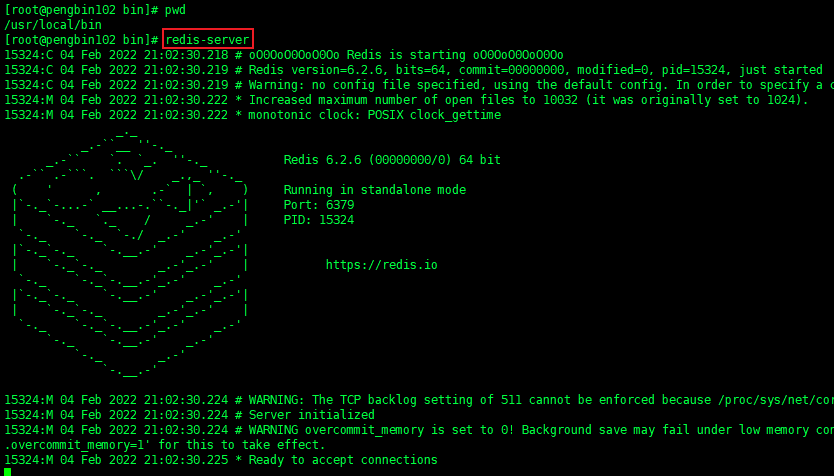 [root@pengbin102 bin]# pwd
/usr/local/bin
[root@pengbin102 bin]# redis-server
15324:C 04 Feb 2022 21:02:30.218 # oO0OoO0OoO0Oo Redis is starting oO0OoO0OoO0Oo
15324:C 04 Feb 2022 21:02:30.219 # Redis version=6.2.6, bits=64, commit=00000000, modified=0, pid=15324, just started
15324:C 04 Feb 2022 21:02:30.219 # Warning: no config file specified, using the default config. In order to specify a c
15324:M 04 Feb 2022 21:02:30.222 * Increased maximum number of open files to 10032 (it was originally set to 1024).
15324:M 04 Feb 2022 21:02:30.222 * monotonic clock: POSIX clock_gettime
Redis 6.2.6 (00000000/0) 64 bit
Running in standalone mode
Port: 6379
PID: 15324
https://redis.io
15324:M 04 Feb 2022 21:02:30.224 # WARNING: The TCP backlog setting of 511 cannot be enforced because /proc/sys/net/cor
15324:M 04 Feb 2022 21:02:30.224 # Server initialized
15324:M 04 Feb 2022 21:02:30.224 # WARNING overcommit_memory is set to 0! Background save may fail under low memory con
.overcommit_memory=1' for this to take effect.
15324:M 04 Feb 2022 21:02:30.225 * Ready to accept connections